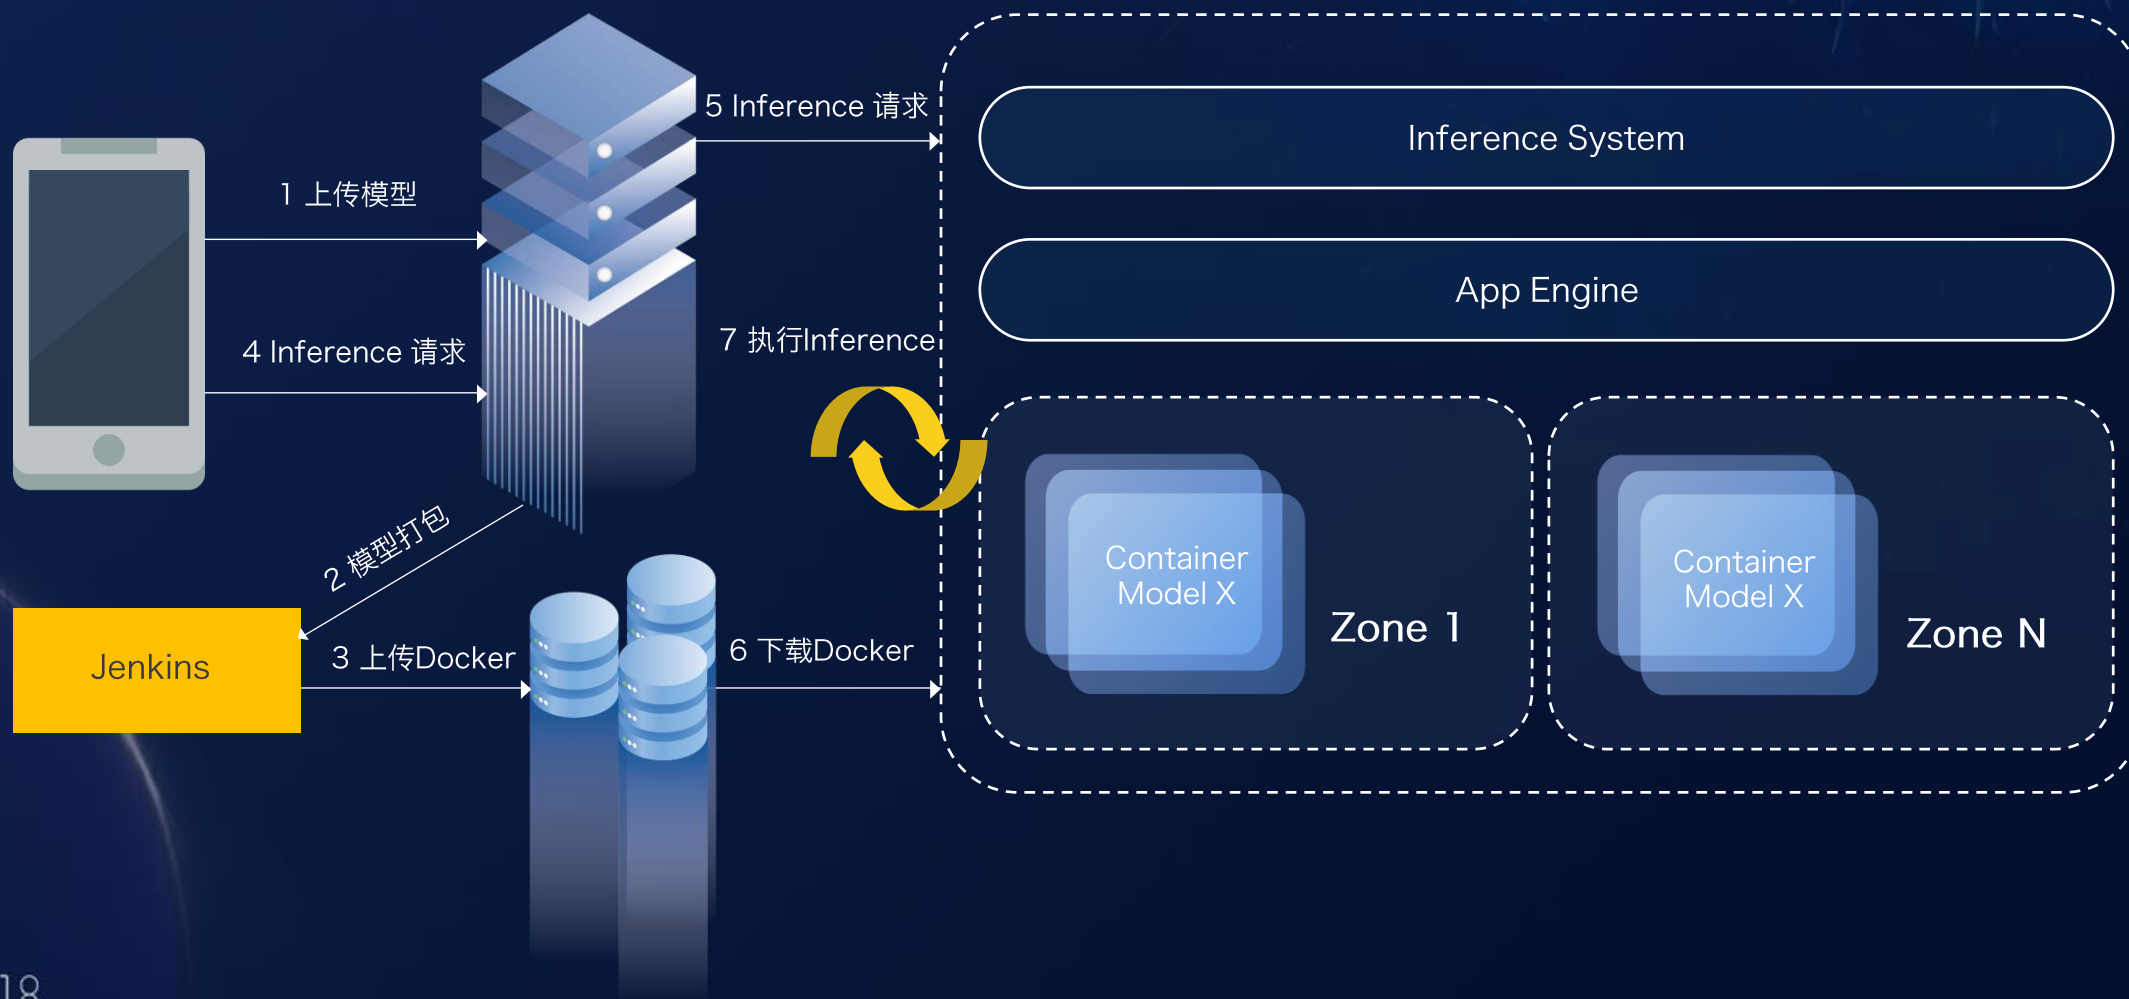 5 Inference 请求
Inference System
1 上传模型
App Engine
4 Inference 请求
7 执行Inference
2 模型打包
Container
Model X
Zone 1
Container
Model X
Zone N
Jenkins
3 上传Docker
6 下载Docker
18